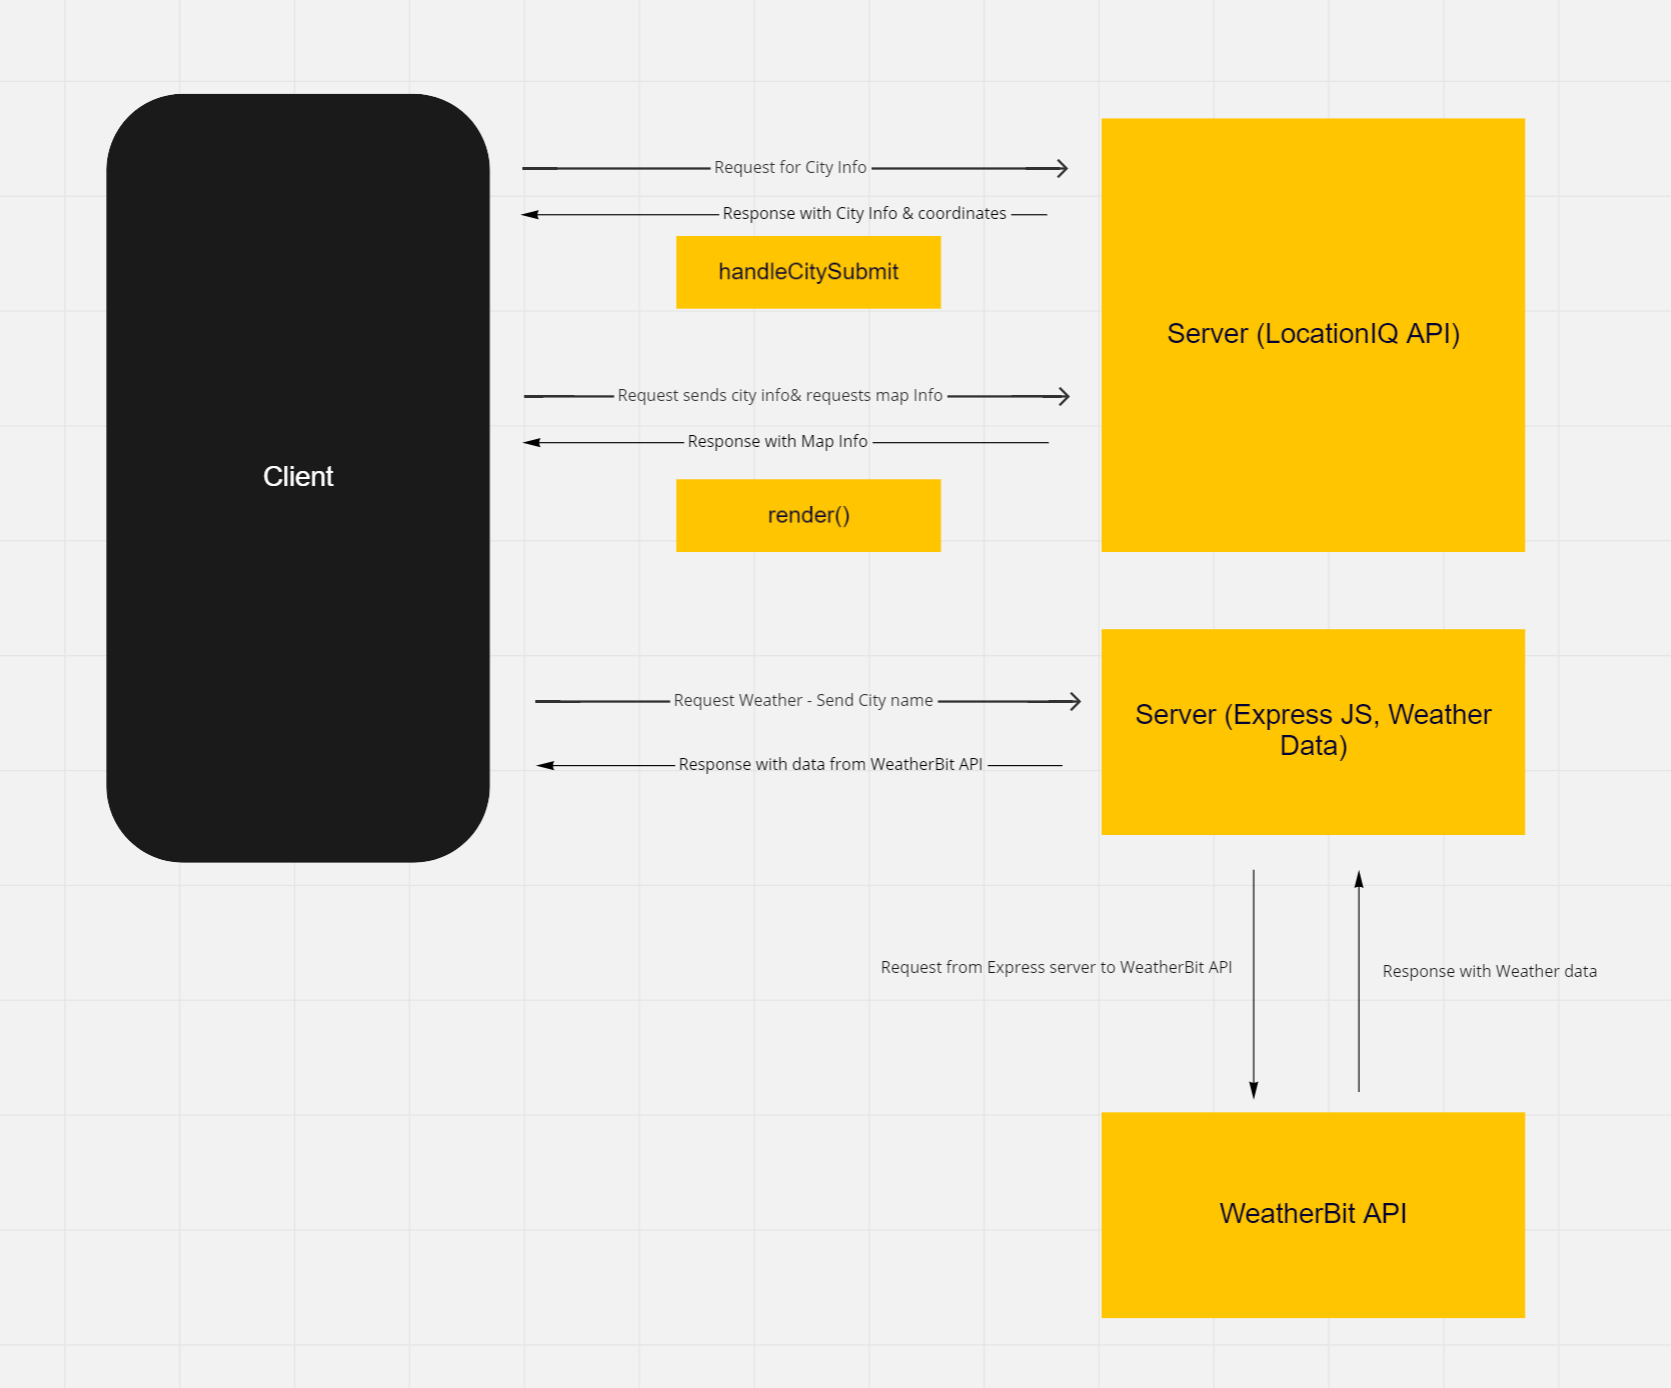 Request for City Info
Response with City Info & coordinates
handleCitySubmit
Server (LocationIQ API)
Request sends city info& requests map Info
Response with Map Info
Client
render()
Request Weather - Send City name
Server (Express JS, Weather
Data)
Response with data from WeatherBit API
Request from Express server to WeatherBit API
Response with Weather data
WeatherBit API